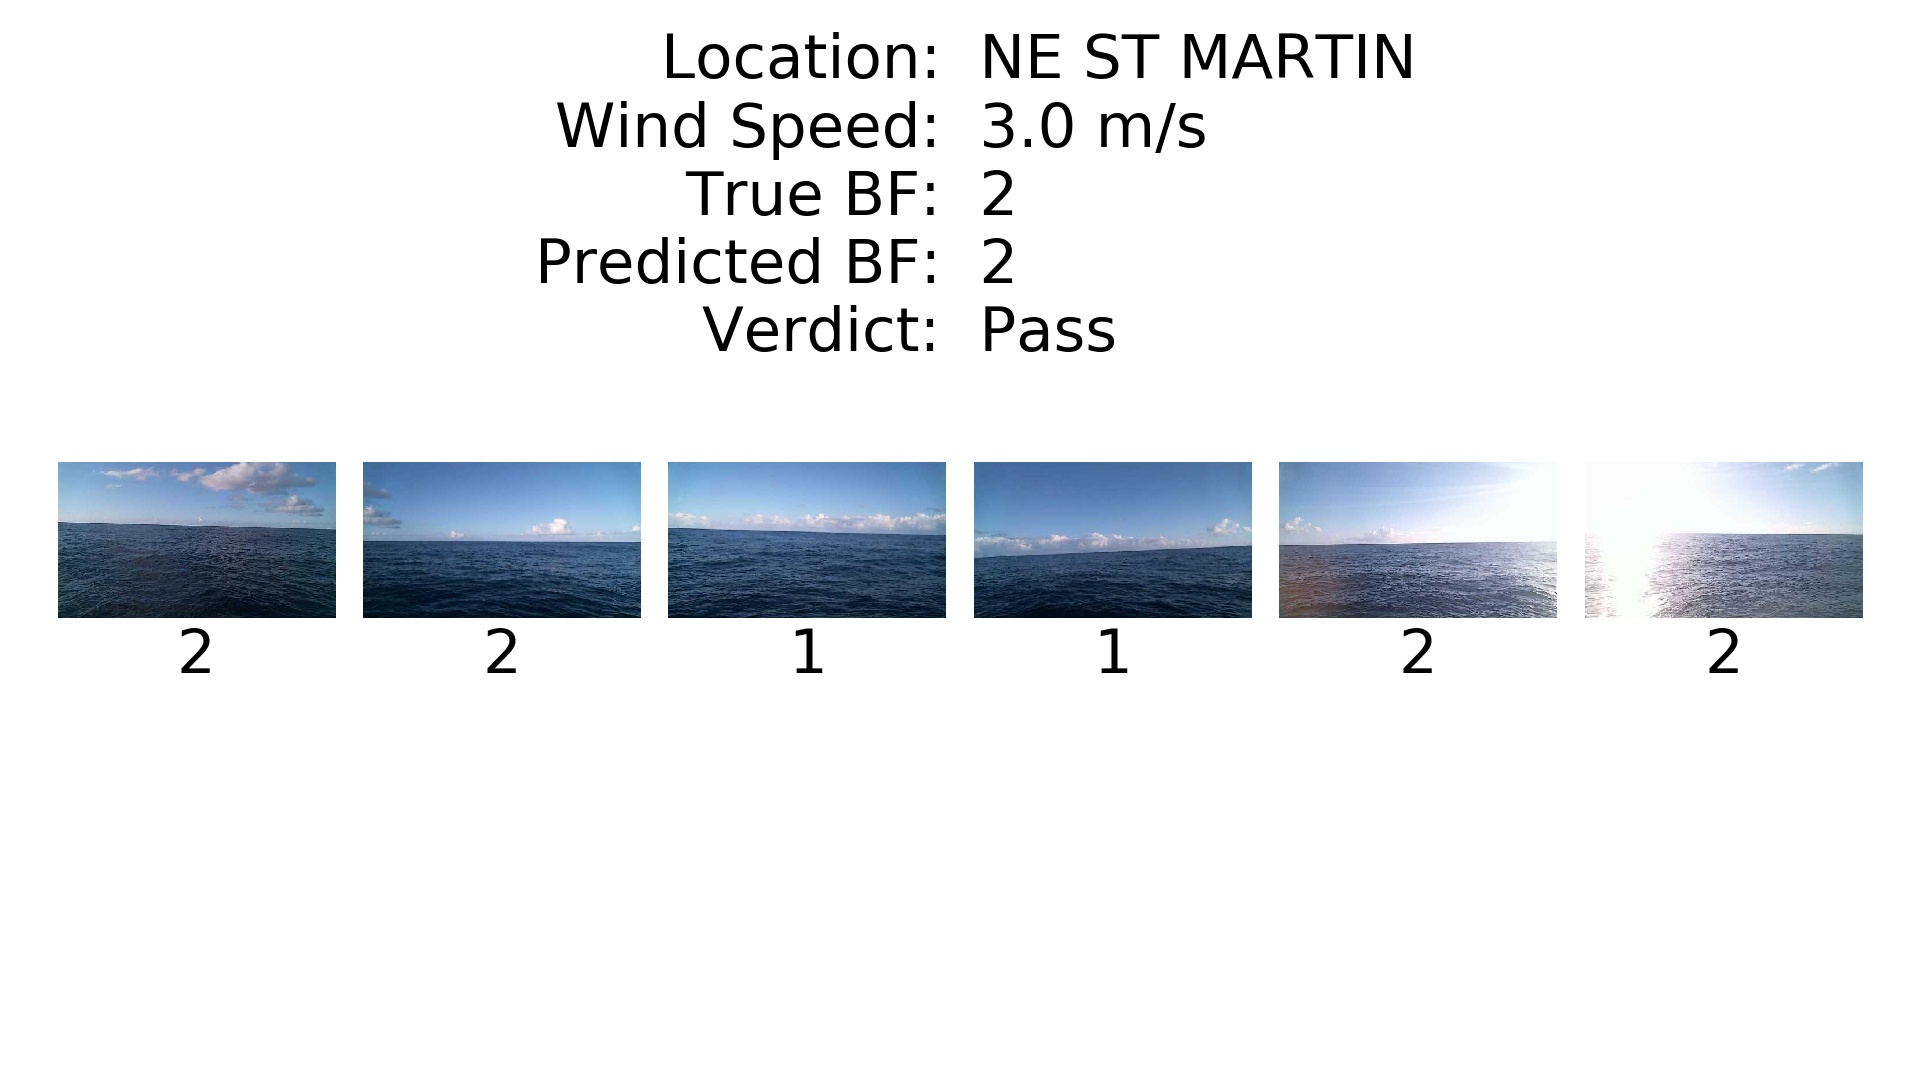 Location: NE ST MARTIN
Wind Speed: 3.0 m/s
True BF: 2
Predicted BF: 2
Verdict: Pass
2 2 1 1 2 2